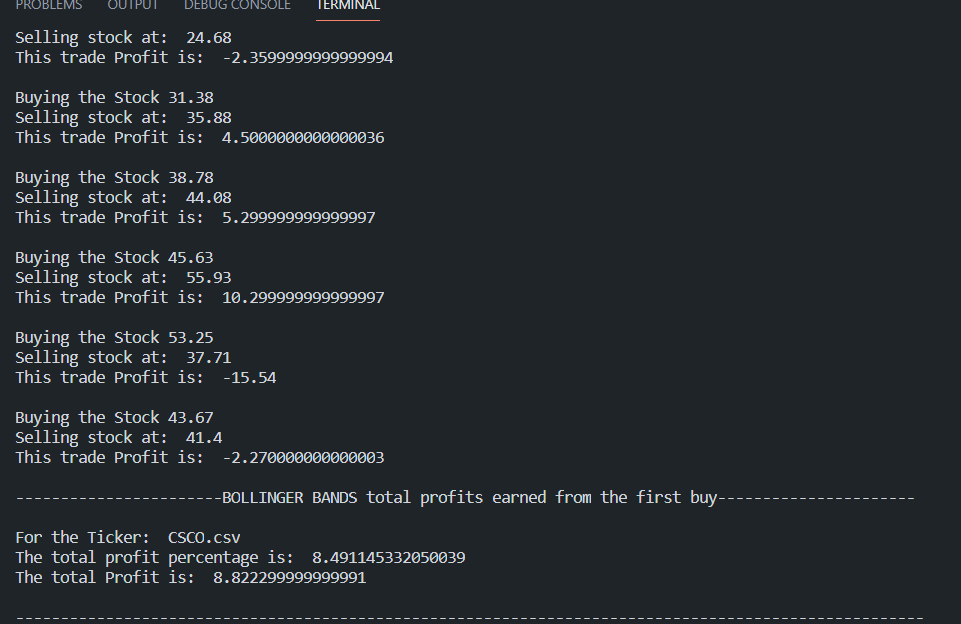 PROBLEMS OUTPUT DEBUG CONSOLE TERMINAL
Selling stock at:  24.68
This trade Profit is:  -2.3599999999999994
Buying the Stock 31.38
Selling stock at:  35.88
This trade Profit is:  4.5000000000000036
Buying the Stock 38.78
Selling stock at:  44.08
This trade Profit is:  5.299999999999997
Buying the Stock 45.63
Selling stock at:  55.93
This trade Profit is:  10.299999999999997
Buying the Stock 53.25
Selling stock at:  37.71
This trade Profit is:  -15.54
Buying the Stock 43.67
Selling stock at:  41.4
This trade Profit is:  -2.270000000000003
-----------------------BOLLINGER BANDS total profits earned from the first buy----------------------
For the Ticker:  CSCO.csv
The total profit percentage is:  8.491145332050039
The total Profit is:  8.822299999999991
-----------------------------------------------------------------------------------------------------